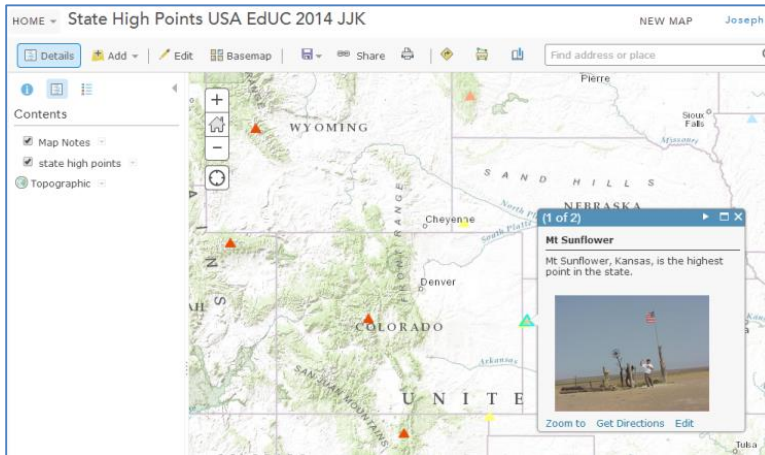 HOME State High Points USA EdUC 2014 JJK NEW MAP Joseph
Details Add Edit Basemap Share Find address or place
Contents
Map Notes
state high points
Topographic
WYOMING
Pierre
Sioux
Falls
Missouri
SAND HILLS
NEBRASKA
North
South Platte
Cheyenne
FRONT RANGE
Denver
COLORADO
Arkansas
SAN JUAN MOUNTAINS
UNITE
Tulsa
(1 of 2)
Mt Sunflower
Mt Sunflower, Kansas, is the highest
point in the state.
Zoom to Get Directions Edit